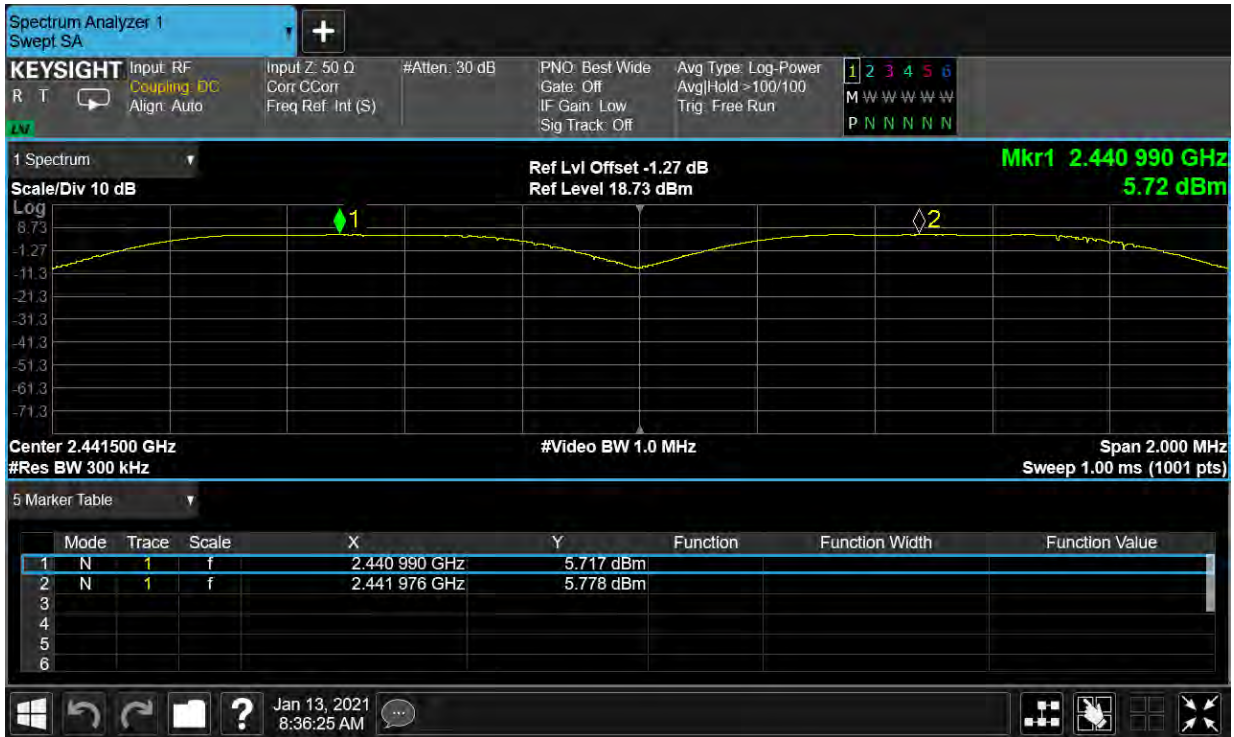 Spectrum Analyzer 1
Swept SA
+
KEYSIGHT Input: RF Input Z: 50 Ω #Atten: 30 dB PNO: Best Wide Avg Type: Log-Power 1 2 3 4 5 6
R T Coupling: DC Corr CCorr Gate: Off Avg|Hold >100/100 M W W W W W W
Align: Auto Freq Ref: Int (S) IF Gain: Low Trig: Free Run P N N N N N N
Sig Track: Off
1 Spectrum Ref Lvl Offset -1.27 dB Mkr1 2.440 990 GHz
Scale/Div 10 dB Ref Level 18.73 dBm 5.72 dBm
Log
1 2
8.73
-1.27
-11.3
-21.3
-31.3
-41.3
-51.3
-61.3
-71.3
Center 2.441500 GHz #Video BW 1.0 MHz Span 2.000 MHz
#Res BW 300 kHz Sweep 1.00 ms (1001 pts)
5 Marker Table
Mode Trace Scale X Y Function Function Width Function Value
1 N 1 f 2.440 990 GHz 5.717 dBm
2 N 1 f 2.441 976 GHz 5.778 dBm
3
4
5
6
? Jan 13, 2021
8:36:25 AM